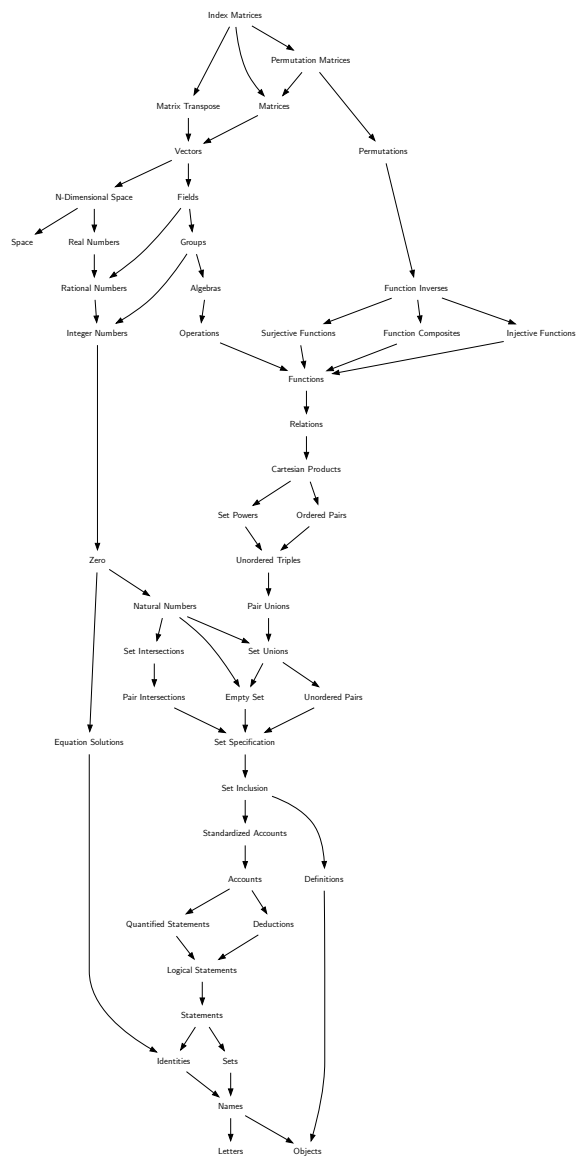 Index Matrices
Permutation Matrices
Matrix Transpose
Matrices
Vectors
Permutations
N-Dimensional Space
Fields
Space
Real Numbers
Groups
Rational Numbers
Algebras
Function Inverses
Integer Numbers
Operations
Surjective Functions
Function Composites
Injective Functions
Functions
Relations
Cartesian Products
Set Powers
Ordered Pairs
Zero
Unordered Triples
Natural Numbers
Pair Unions
Set Intersections
Set Unions
Pair Intersections
Empty Set
Unordered Pairs
Equation Solutions
Set Specification
Set Inclusion
Standardized Accounts
Accounts
Definitions
Quantified Statements
Deductions
Logical Statements
Statements
Identities
Sets
Names
Letters
Objects